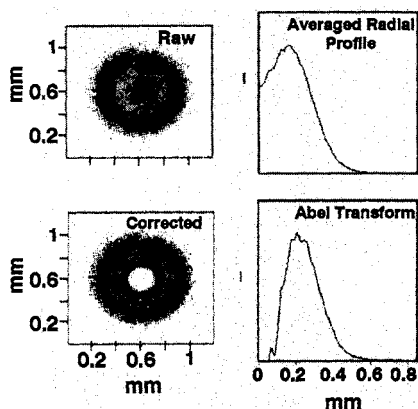 Raw
1
0.6
0.2
mm
Averaged Radial
Profile
Corrected
1
0.6
0.2
mm
0.2 0.6 1
mm
Abel Transform
0 0.2 0.4 0.6 0.8
mm